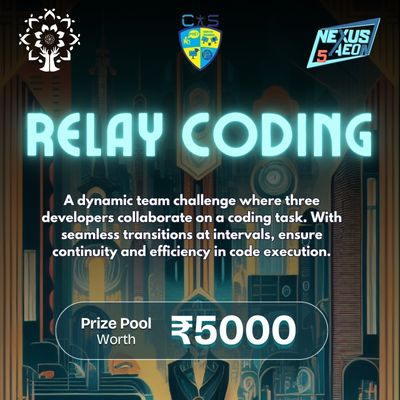 C★S
NEXUS
5 AEON
RELAY CODING
A dynamic team challenge where three
developers collaborate on a coding task. With
seamless transitions at intervals, ensure
continuity and efficiency in code execution.
Prize Pool
Worth
₹5000